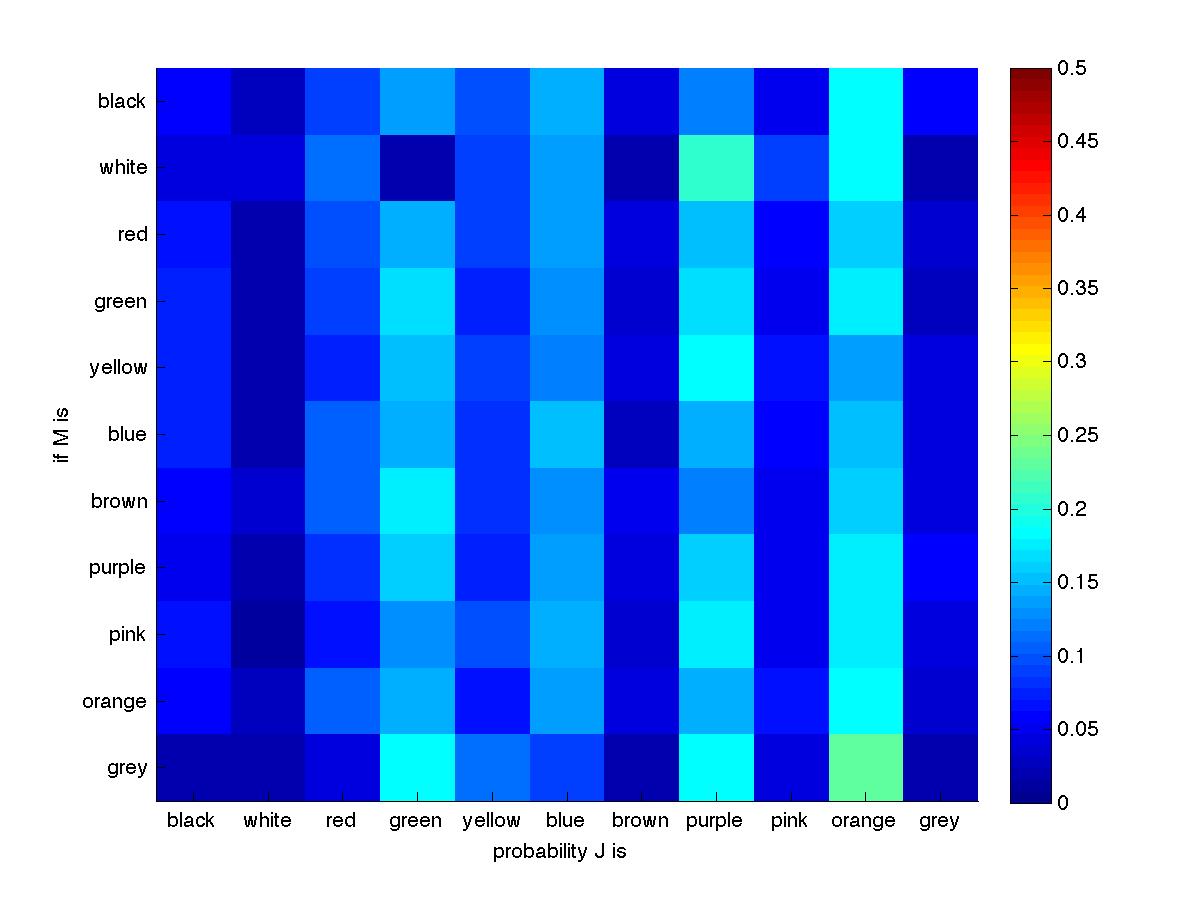 if M is
black
white
red
green
yellow
blue
brown
purple
pink
orange
grey
black white red green yellow blue brown purple pink orange grey
probability J is
0.5
0.45
0.4
0.35
0.3
0.25
0.2
0.15
0.1
0.05
0